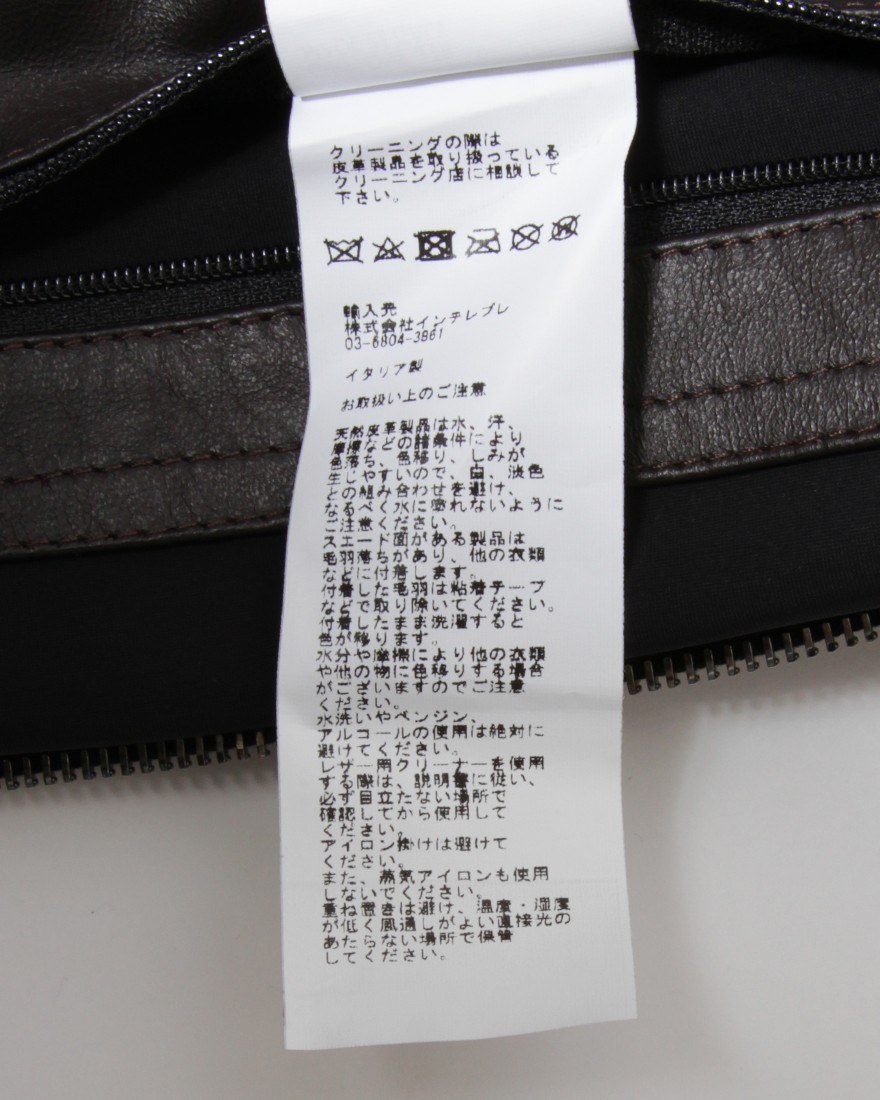 クリーニングの際は
皮革製品を取り扱っている
クリーニング店に相談して
下さい。
輸入発
株式会社インテレプレ
03-6804-3861
イタリア製
お取扱い上のご注意
天然皮革製品は水、汗、
摩擦などの諸条件により
色落ち、色移り、しみが
生じやすいので、白、淡色
との組み合わせを避け、
なるべく水に濡れないように
ご注意ください。
スエード面がある製品は
毛羽落ちがあり、他の衣類
などに付着します。
付着した毛羽は粘着テープ
などで取り除いてください。
付着したまま洗濯すると
色が移ります。
水分や摩擦により他の衣類
や他の物に色移りする場合
がございますのでご注意
ください。
水洗いやベンジン、
アルコールの使用は絶対に
避けてください。
レザー用クリーナーを使用
する際は、説明書に従い、
必ず目立たない場所で
確認してから使用して
ください。
アイロン掛けは避けて
ください。
また、蒸気アイロンも使用
しないでください。
重ね置きは避け、温度・湿度
が低く風通しがよい直接光の
あたらない場所で保管
してください。